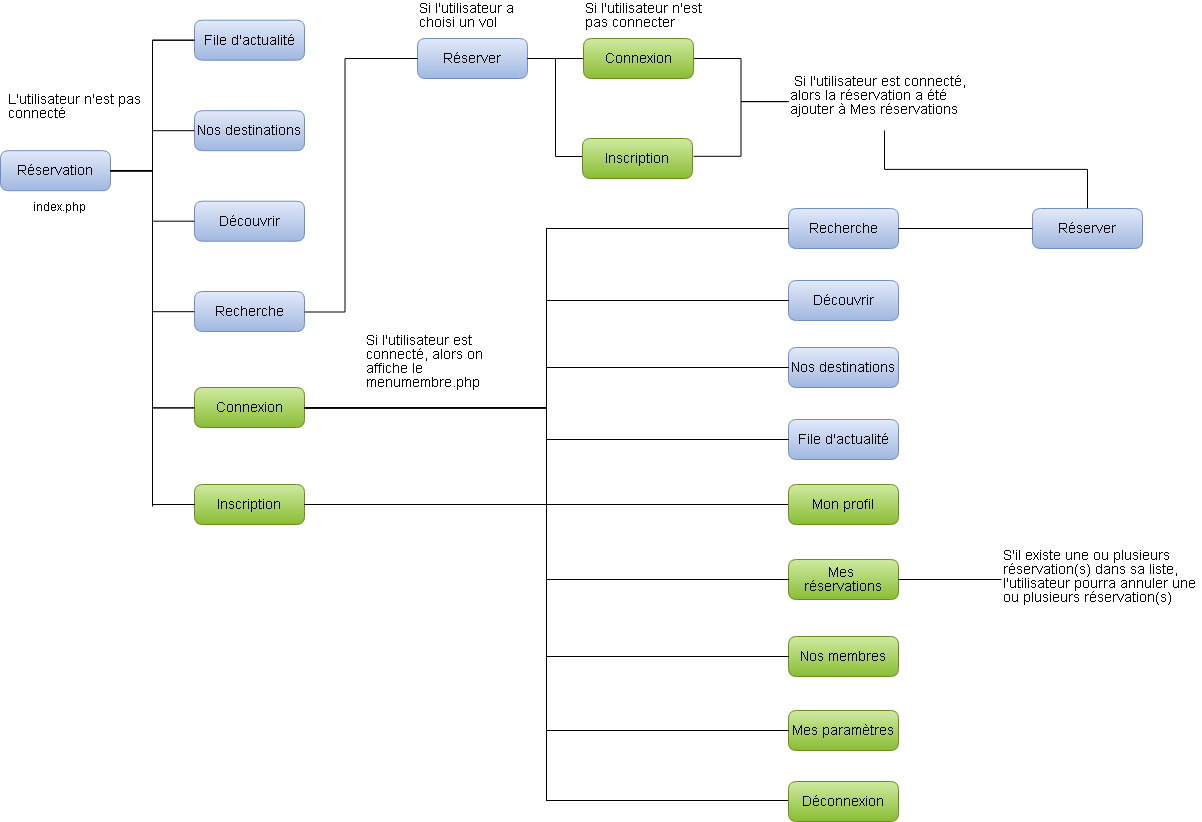 Si l'utilisateur a
choisi un vol
Si l'utilisateur n'est
pas connecter
File d'actualité
Réserver
Connexion
L'utilisateur n'est pas
connecté
Si l'utilisateur est connecté,
alors la réservation a été
ajouter à Mes réservations
Nos destinations
Inscription
Réservation
index.php
Découvrir
Recherche
Réserver
Recherche
Découvrir
Si l'utilisateur est
connecté, alors on
affiche le
menumembre.php
Nos destinations
Connexion
File d'actualité
Inscription
Mon profil
Mes
réservations
S'il existe une ou plusieurs
réservation(s) dans sa liste,
l'utilisateur pourra annuler une
ou plusieurs réservation(s)
Nos membres
Mes paramètres
Déconnexion